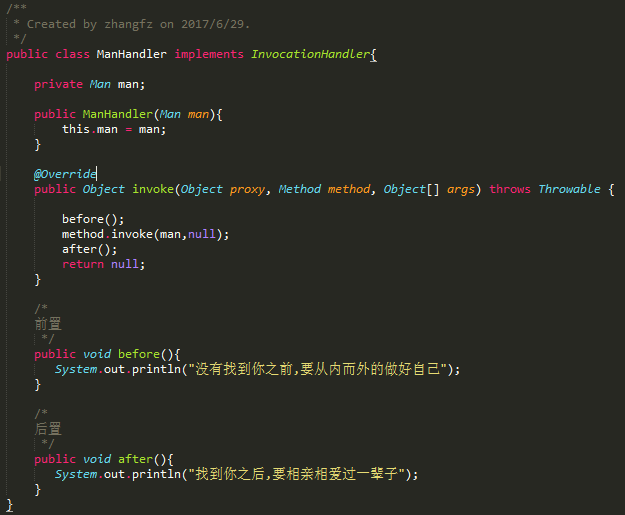 /**
 * Created by zhangfz on 2017/6/29.
 */
public class ManHandler implements InvocationHandler{
    private Man man;
    public ManHandler(Man man){
        this.man = man;
    }
    @Override
    public Object invoke(Object proxy, Method method, Object[] args) throws Throwable {
        before();
        method.invoke(man,null);
        after();
        return null;
    }
    /*
    前置
     */
    public void before(){
       System.out.println("没有找到你之前,要从内而外的做好自己");
    }
    /*
    后置
     */
    public void after(){
       System.out.println("找到你之后,要相亲相爱过一辈子");
    }
}